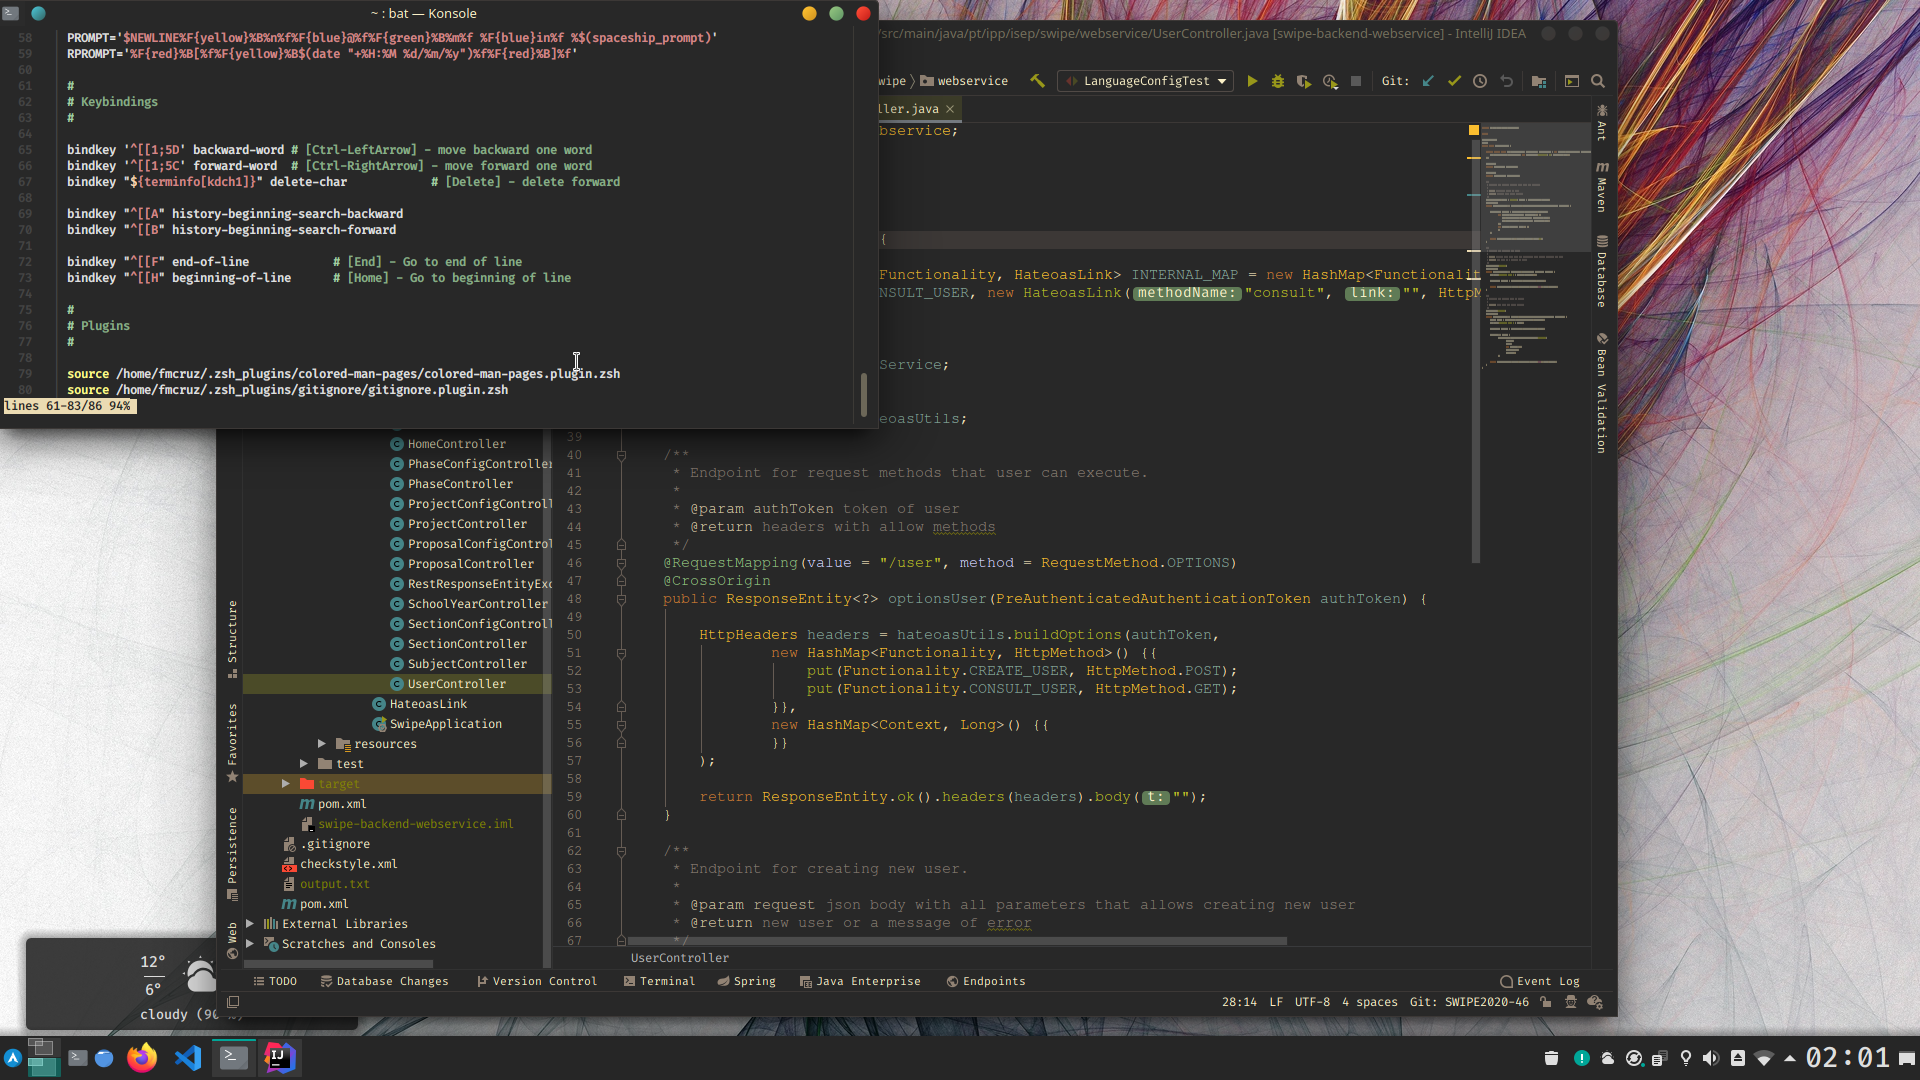 ~ : bat — Konsole
58 PROMPT='$NEWLINE%F{yellow}%B%n%f%F{blue}@%f%F{green}%B%m%f %F{blue}in%f %$(spaceship_prompt)'
59 RPROMPT='%F{red}%B[%f%F{yellow}%B$(date "+%H:%M %d/%m/%y")%f%F{red}%B]%f'
60
61 #
62 # Keybindings
63 #
64
65 bindkey '^[[1;5D' backward-word # [Ctrl-LeftArrow] - move backward one word
66 bindkey '^[[1;5C' forward-word # [Ctrl-RightArrow] - move forward one word
67 bindkey "${terminfo[kdch1]}" delete-char # [Delete] - delete forward
68
69 bindkey "^[[A" history-beginning-search-backward
70 bindkey "^[[B" history-beginning-search-forward
71
72 bindkey "^[[F" end-of-line # [End] - Go to end of line
73 bindkey "^[[H" beginning-of-line # [Home] - Go to beginning of line
74
75 #
76 # Plugins
77 #
78
79 source /home/fmcruz/.zsh_plugins/colored-man-pages/colored-man-pages.plugin.zsh
80 source /home/fmcruz/.zsh_plugins/gitignore/gitignore.plugin.zsh
lines 61-83/86 94%
/src/main/java/pt/ipp/isep/swipe/webservice/UserController.java [swipe-backend-webservice] - IntelliJ IDEA
wipe webservice
LanguageConfigTest
Git:
ller.java
bservice;
{
Functionality, HateoasLink> INTERNAL_MAP = new HashMap<Functionalit
NSULT_USER, new HateoasLink( methodName: "consult", link: "", HttpM
Service;
eoasUtils;
39
40 /**
41 * Endpoint for request methods that user can execute.
42 *
43 * @param authToken token of user
44 * @return headers with allow methods
45 */
46 @RequestMapping(value = "/user", method = RequestMethod.OPTIONS)
47 @CrossOrigin
48 public ResponseEntity<?> optionsUser(PreAuthenticatedAuthenticationToken authToken) {
49
50 HttpHeaders headers = hateoasUtils.buildOptions(authToken,
51 new HashMap<Functionality, HttpMethod>() {{
52 put(Functionality.CREATE_USER, HttpMethod.POST);
53 put(Functionality.CONSULT_USER, HttpMethod.GET);
54 }},
55 new HashMap<Context, Long>() {{
56 }}
57 );
58
59 return ResponseEntity.ok().headers(headers).body( t: "");
60 }
61
62 /**
63 * Endpoint for creating new user.
64 *
65 * @param request json body with all parameters that allows creating new user
66 * @return new user or a message of error
67 */
UserController
HomeController
PhaseConfigController
PhaseController
ProjectConfigControll
ProjectController
ProposalConfigControl
ProposalController
RestResponseEntityExc
SchoolYearController
SectionConfigControll
SectionController
SubjectController
UserController
HateoasLink
SwipeApplication
resources
test
target
pom.xml
swipe-backend-webservice.iml
.gitignore
checkstyle.xml
output.txt
pom.xml
External Libraries
Scratches and Consoles
Structure
Favorites
Persistence
Web
Ant
Maven
Database
Bean Validation
TODO Database Changes Version Control Terminal Spring Java Enterprise Endpoints Event Log
28:14 LF UTF-8 4 spaces Git: SWIPE2020-46
12°
6°
cloudy (90
IJ
02:01